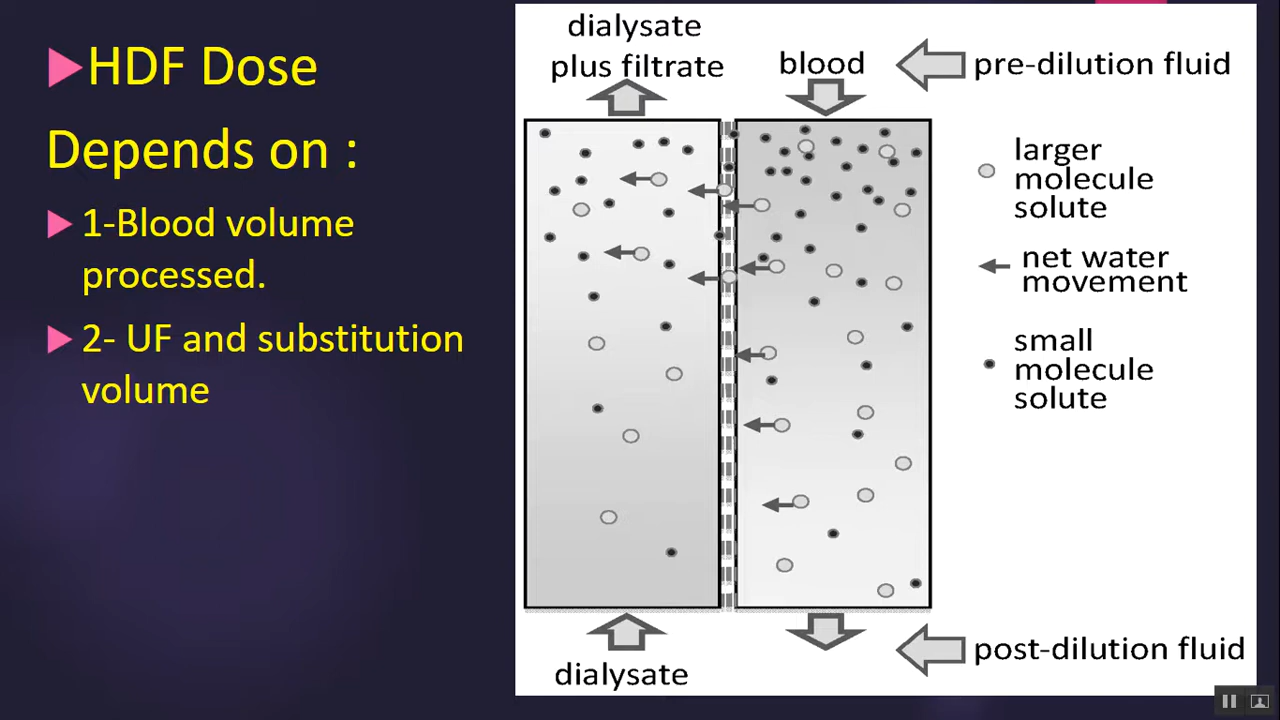 HDF Dose
Depends on :
1-Blood volume
processed.
2- UF and substitution
volume
dialysate
plus filtrate
blood
pre-dilution fluid
larger
molecule
solute
net water
movement
small
molecule
solute
dialysate
post-dilution fluid